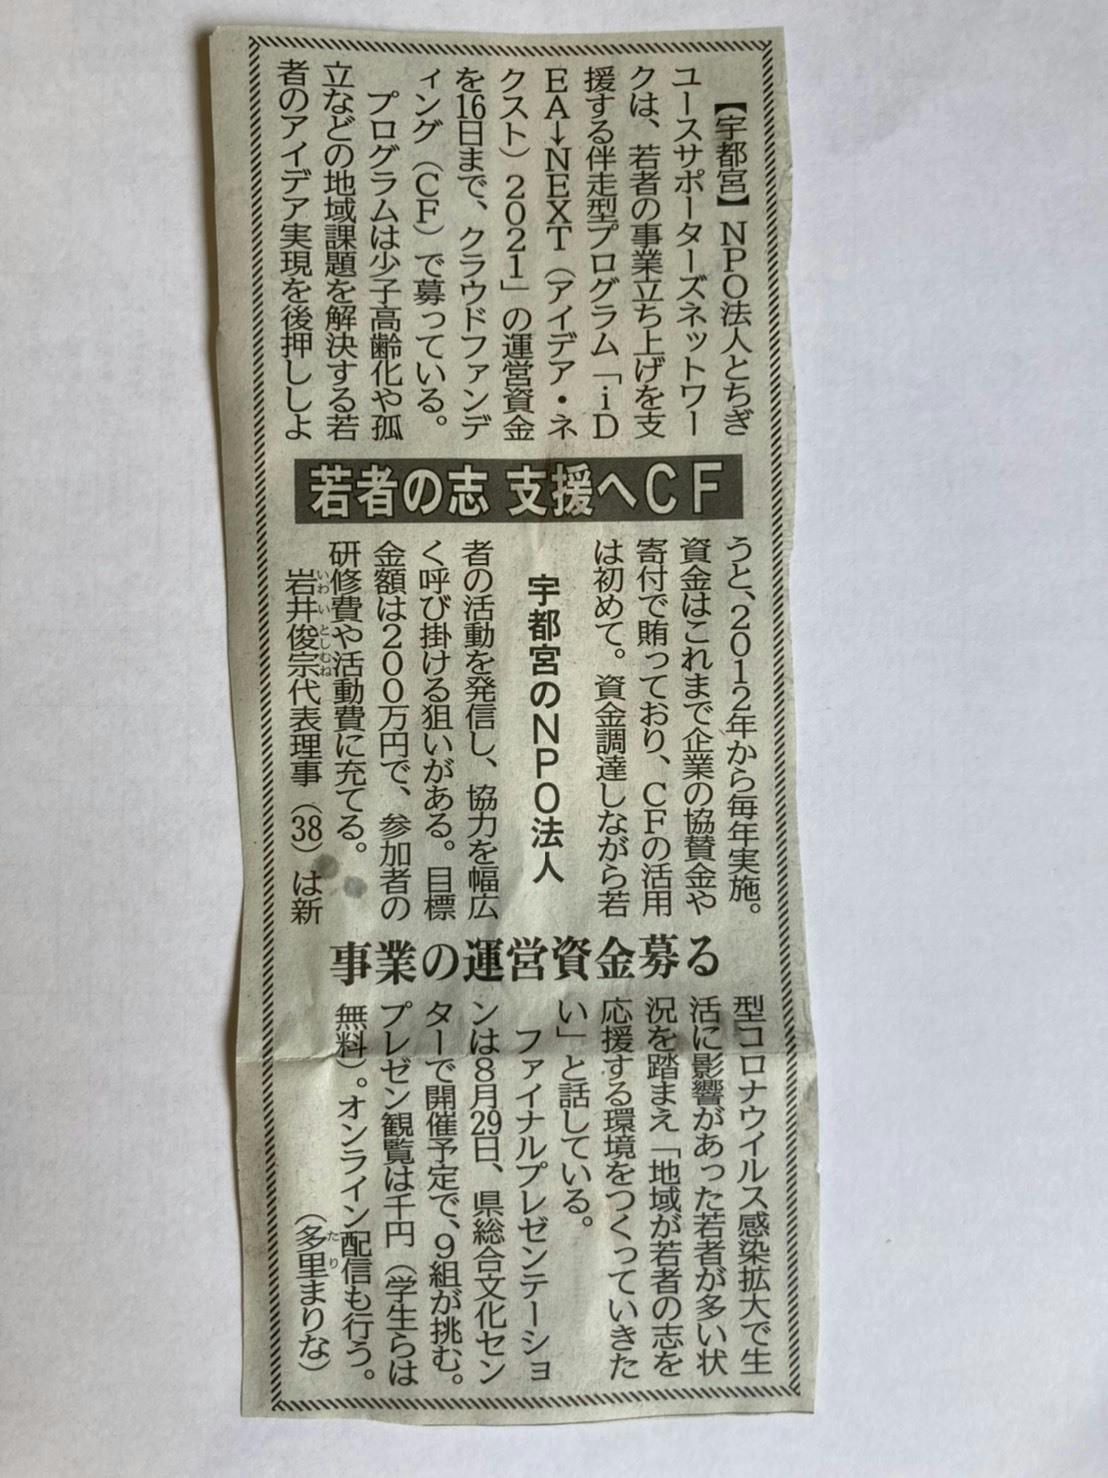 【宇都宮】NPO法人とちぎ
ユースサポーターズネットワー
クは、若者の事業立ち上げを支
援する伴走型プログラム「iD
EA→NEXT（アイデア・ネ
クスト）2021」の運営資金
を16日まで、クラウドファンデ
ィング（CF）で募っている。
プログラムは少子高齢化や孤
立などの地域課題を解決する若
者のアイデア実現を後押ししよ
若者の志 支援へCF
うと、2012年から毎年実施。
資金はこれまで企業の協賛金や
寄付で賄っており、CFの活用
は初めて。資金調達しながら若
宇都宮のNPO法人
者の活動を発信し、協力を幅広
く呼び掛ける狙いがある。目標
金額は200万円で、参加者の
研修費や活動費に充てる。
岩井俊宗代表理事（38）は新
いわいとしむね
事業の運営資金募る
型コロナウイルス感染拡大で生
活に影響があった若者が多い状
況を踏まえ「地域が若者の志を
応援する環境をつくっていきた
い」と話している。
ファイナルプレゼンテーショ
ンは8月29日、県総合文化セン
ターで開催予定で、9組が挑む。
プレゼン観覧は千円（学生らは
無料）。オンライン配信も行う。
（多里まりな）
たり